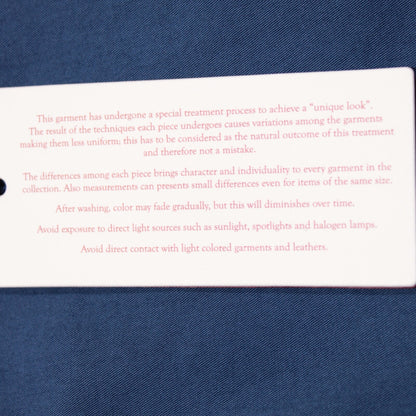 This garment has undergone a special treatment process to achieve a "unique look".
The result of the techniques each piece undergoes causes variations among the garments
making them less uniform; this has to be considered as the natural outcome of this treatment
and therefore not a mistake.
The differences among each piece brings character and individuality to every garment in the
collection. Also measurements can presents small differences even for items of the same size.
After washing, color may fade gradually, but this will diminishes over time.
Avoid exposure to direct light sources such as sunlight, spotlights and halogen lamps.
Avoid direct contact with light colored garments and leathers.